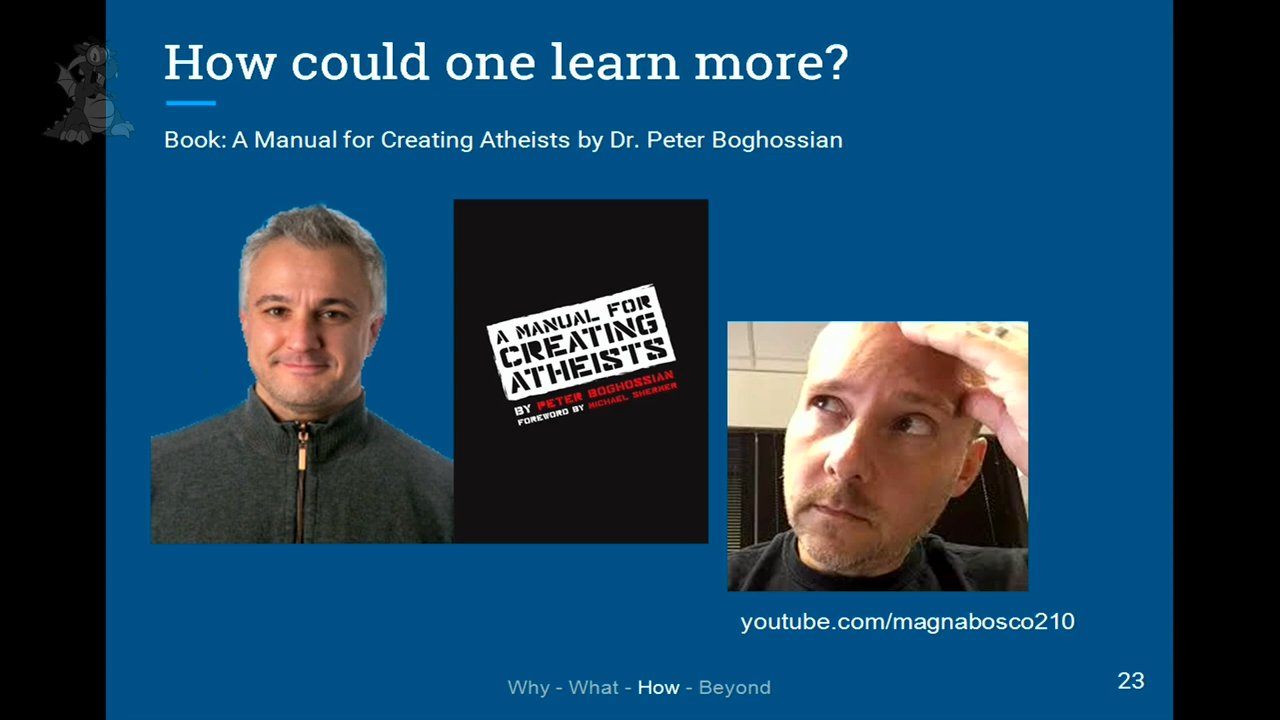 How could one learn more?
Book: A Manual for Creating Atheists by Dr. Peter Boghossian
A MANUAL FOR
CREATING
ATHEISTS
BY PETER BOGHOSSIAN
FOREWORD BY MICHAEL SHERMER
youtube.com/magnabosco210
Why - What - How - Beyond
23